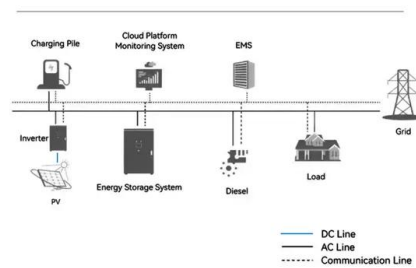 Charging Pile
Cloud Platform
Monitoring System
EMS
Grid
Inverter
PV
Energy Storage System
Diesel
Load
DC Line
AC Line
Communication Line